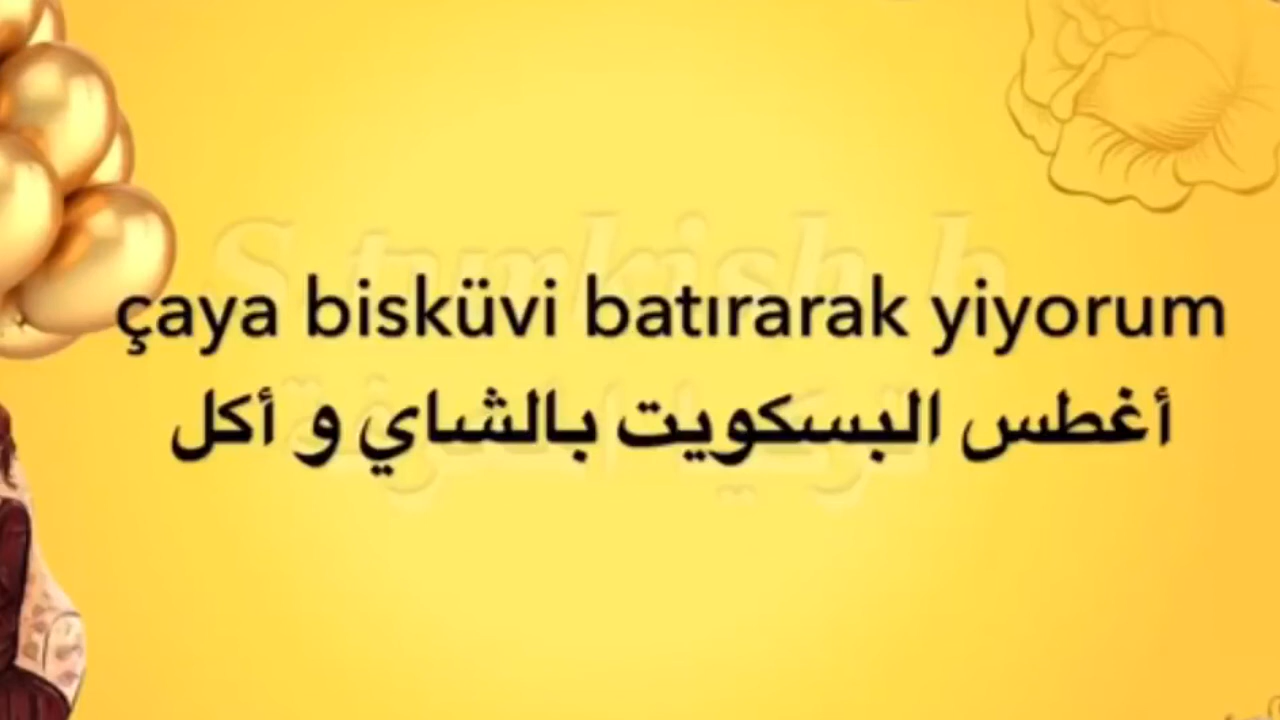 çaya bisküvi batırarak yiyorum
أغطس البسكويت بالشاي و أكل